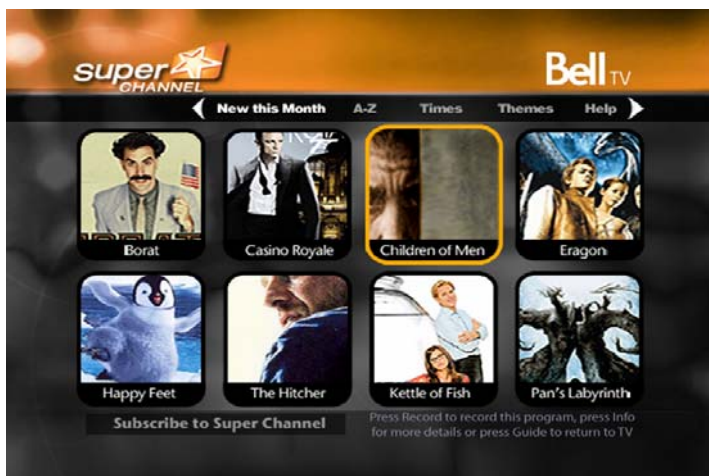 super
CHANNEL
Bell TV
New this Month A-Z Times Themes Help
Borat Casino Royale Children of Men Eragon
Happy Feet The Hitcher Kettle of Fish Pan's Labyrinth
Subscribe to Super Channel
Press Record to record this program, press Info
for more details or press Guide to return to TV